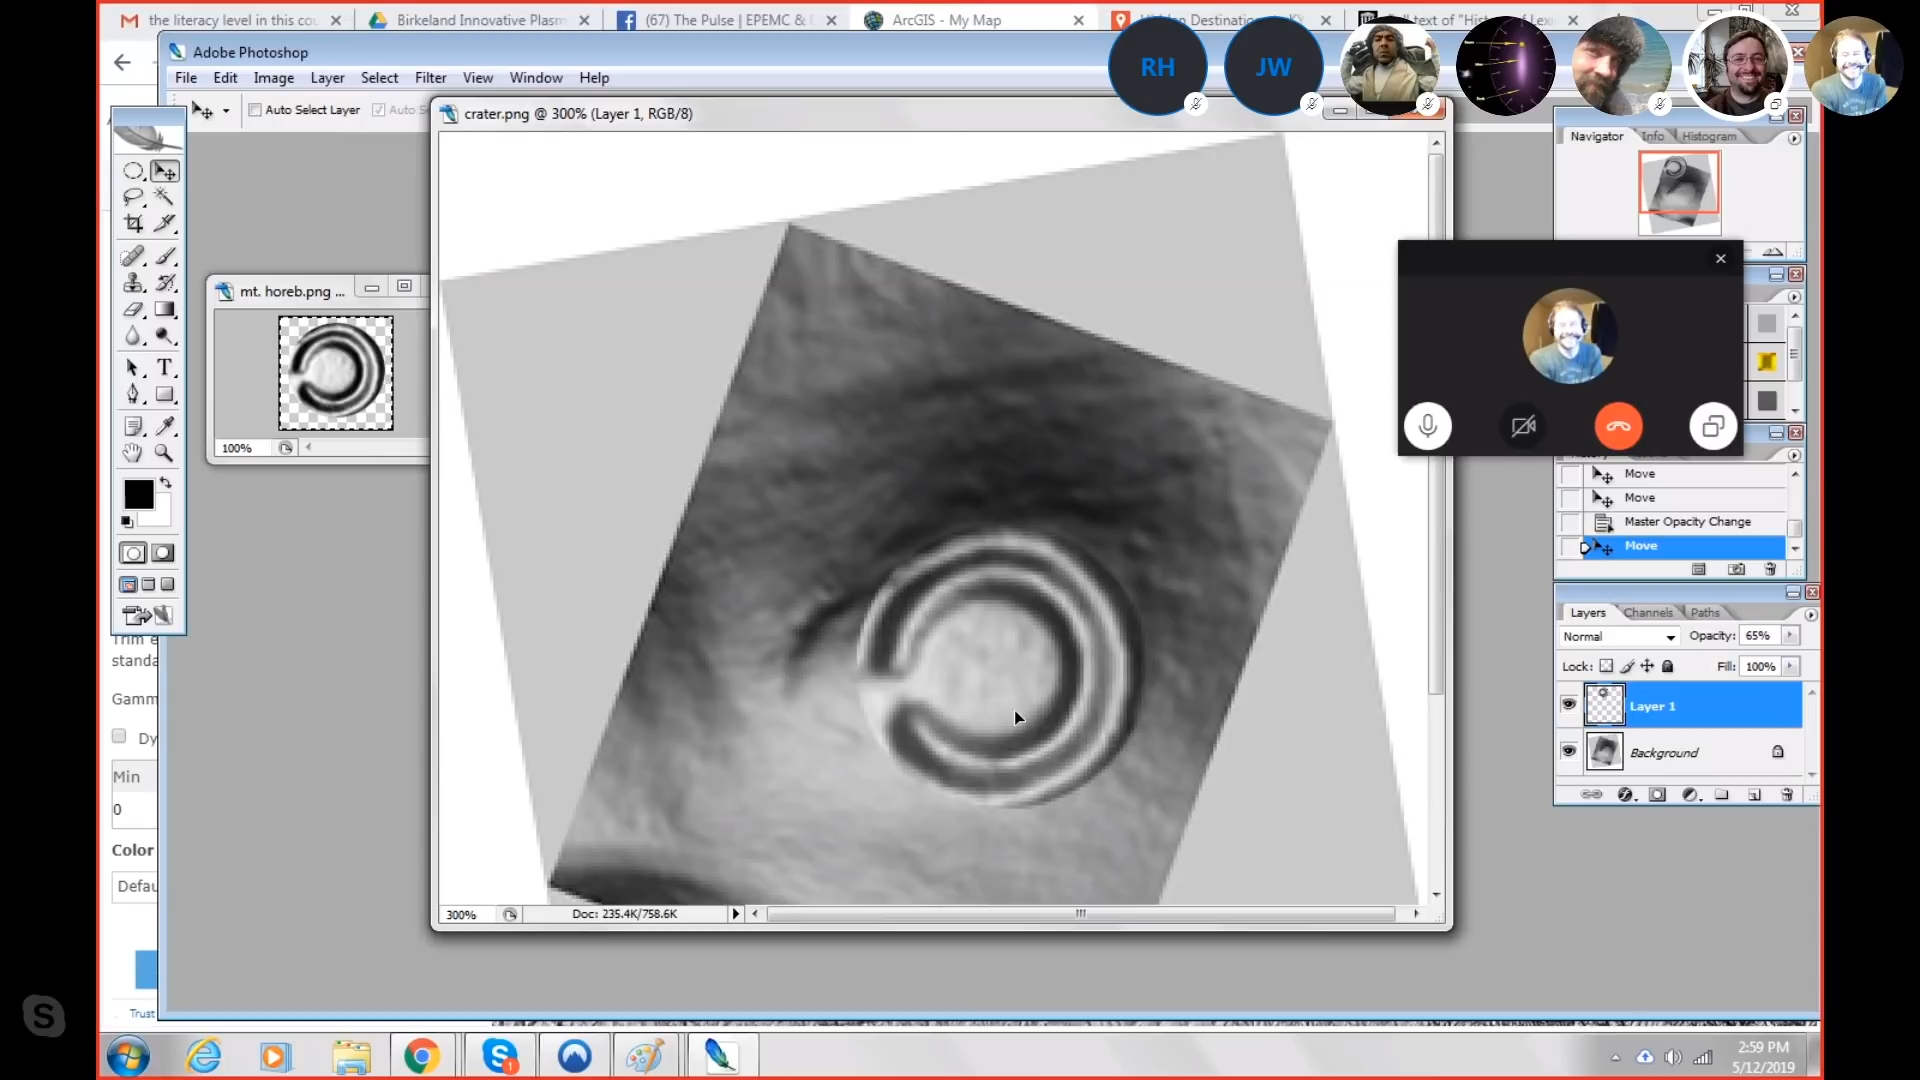 the literacy level in this cou
Birkeland Innovative Plasm
(67) The Pulse | EPEMC & E
ArcGIS - My Map
Adobe Photoshop
File Edit Image Layer Select Filter View Window Help
RH
JW
Auto Select Layer
crater.png @ 300% (Layer 1, RGB/8)
Navigator Info Histogram
mt. horeb.png ...
100%
T
Move
Move
Master Opacity Change
Move
Layers Channels Paths
Normal Opacity: 65%
Lock: Fill: 100%
Layer 1
Background
standa
Gamm
Dy
Min
0
Color
Defau
Trust
300% Doc: 235.4K/758.6K
S
1
2:59 PM
5/12/2019